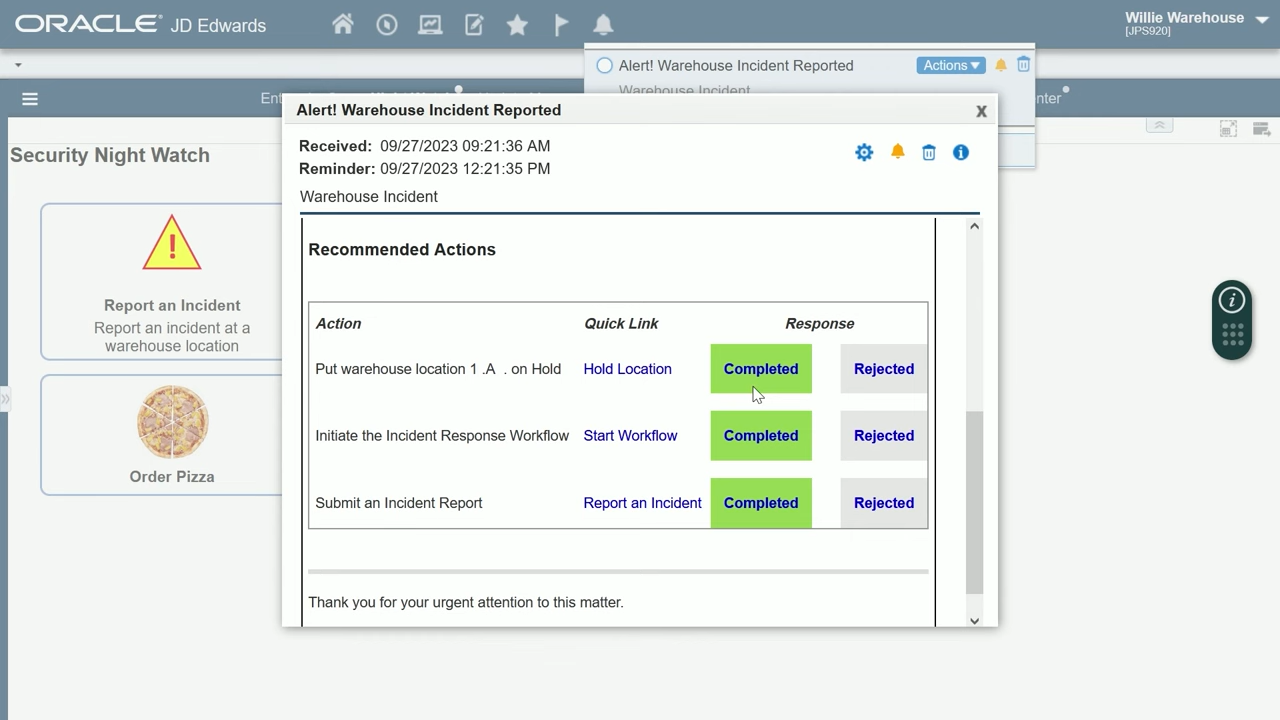 ORACLE JD Edwards
Willie Warehouse
[JPS920]
Alert! Warehouse Incident Reported
Actions
Warehouse Incident
Alert! Warehouse Incident Reported
X
Received: 09/27/2023 09:21:36 AM
Reminder: 09/27/2023 12:21:35 PM
Warehouse Incident
Security Night Watch
Report an Incident
Report an incident at a
warehouse location
Order Pizza
Recommended Actions
Action Quick Link Response
Put warehouse location 1 .A . on Hold Hold Location Completed Rejected
Initiate the Incident Response Workflow Start Workflow Completed Rejected
Submit an Incident Report Report an Incident Completed Rejected
Thank you for your urgent attention to this matter.